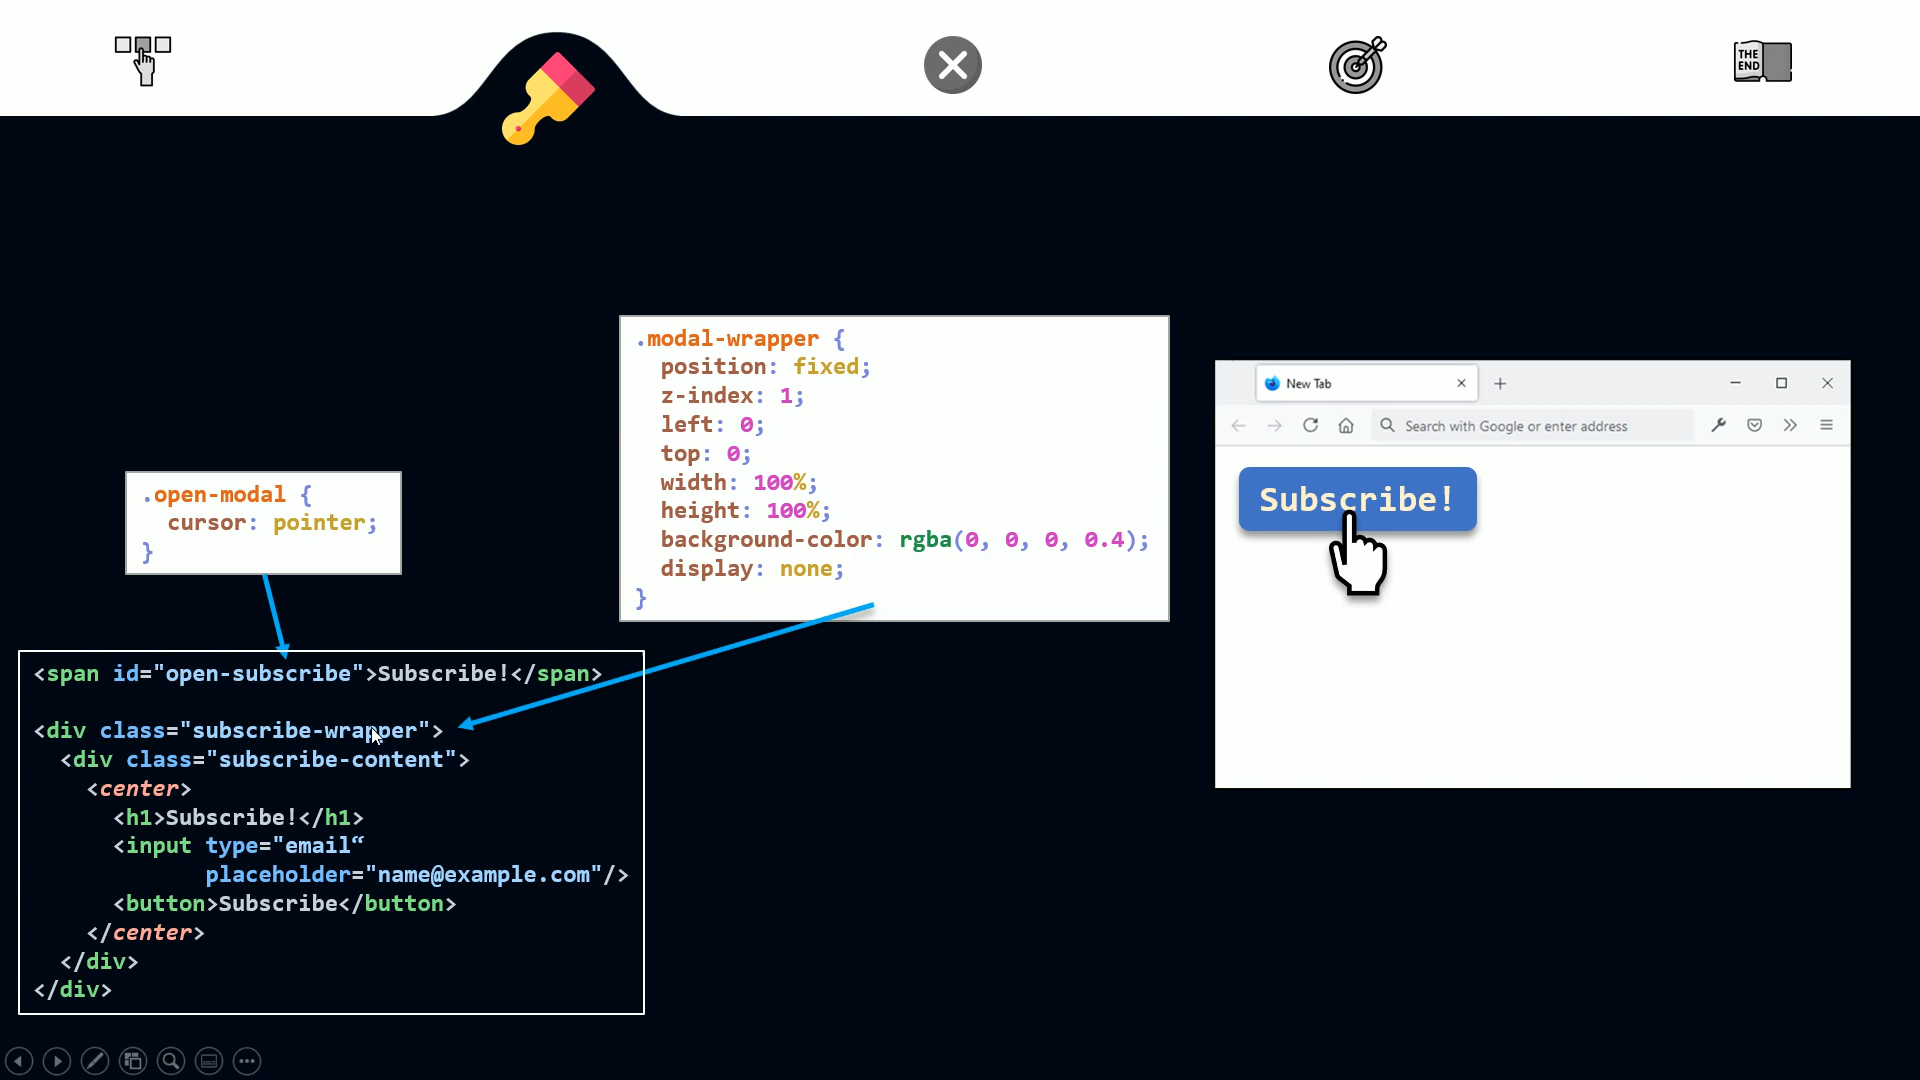 THE
END
.modal-wrapper {
position: fixed;
z-index: 1;
left: 0;
top: 0;
width: 100%;
height: 100%;
background-color: rgba(0, 0, 0, 0.4);
display: none;
}
.open-modal {
cursor: pointer;
}
<span id="open-subscribe">Subscribe!</span>
<div class="subscribe-wrapper">
<div class="subscribe-content">
<center>
<h1>Subscribe!</h1>
<input type="email“
placeholder="name@example.com"/>
<button>Subscribe</button>
</center>
</div>
</div>
New Tab
Search with Google or enter address
Subscribe!